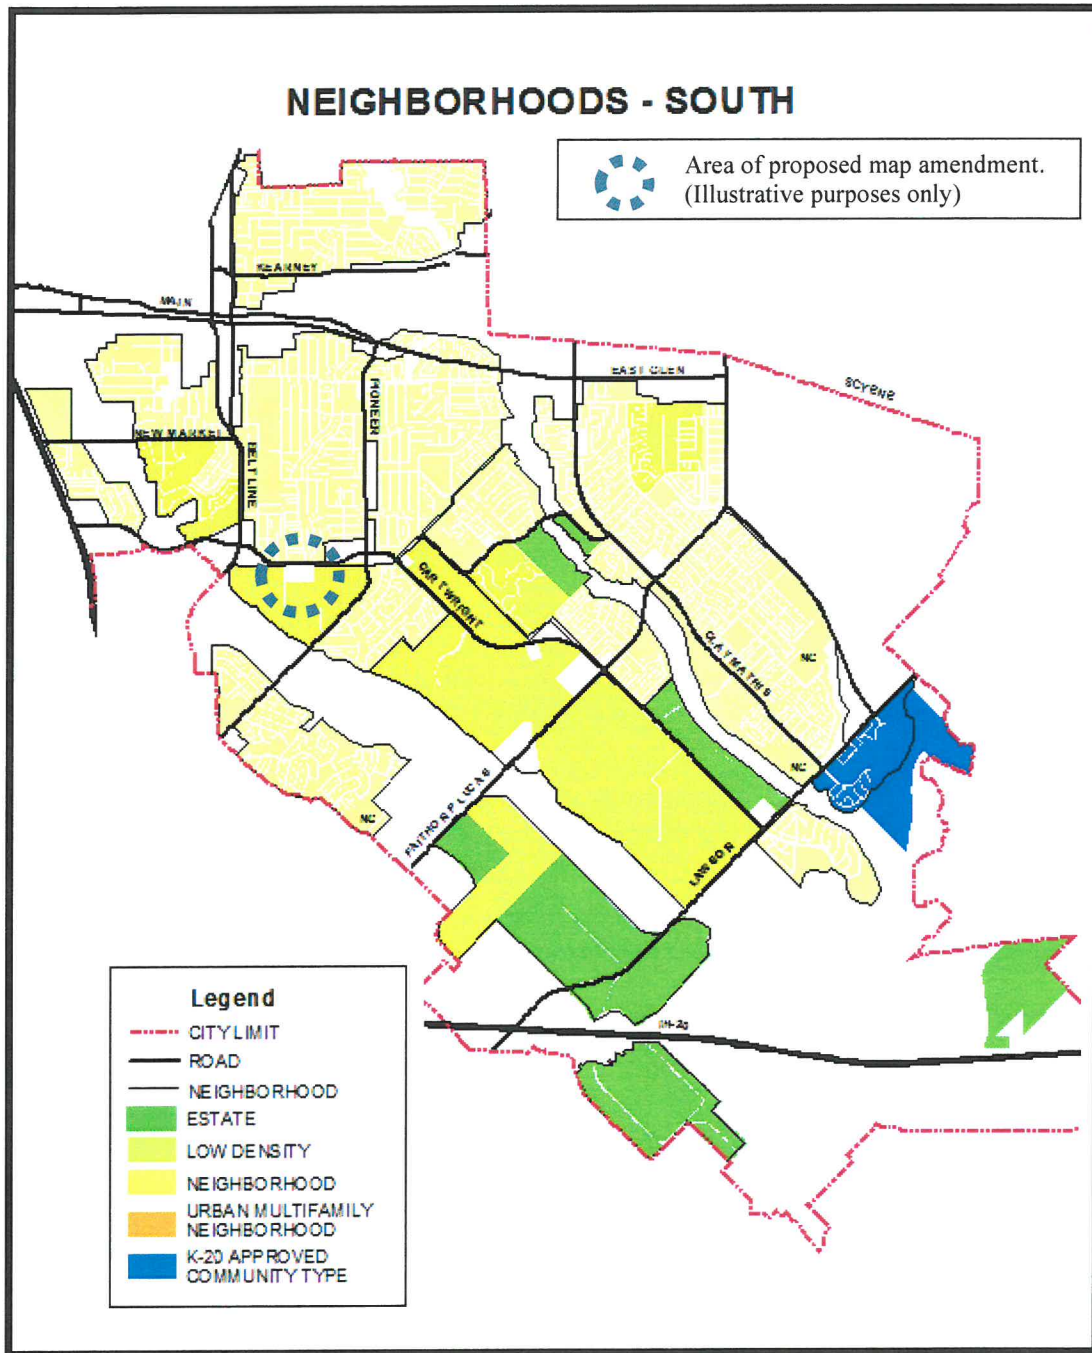 NEIGHBORHOODS - SOUTH
Area of proposed map amendment.
(Illustrative purposes only)
KEARNEY
MAIN
EAST GLEN
SCYENE
PIONEER
NEW MARKET
BELT LINE
CARTWRIGHT
CLAY MATHIS
NC
NC
NC
FAITHORP LUCAS
LAWSON
IH-20
Legend
CITY LIMIT
ROAD
NEIGHBORHOOD
ESTATE
LOW DENSITY
NEIGHBORHOOD
URBAN MULTIFAMILY
NEIGHBORHOOD
K-20 APPROVED
COMMUNITY TYPE